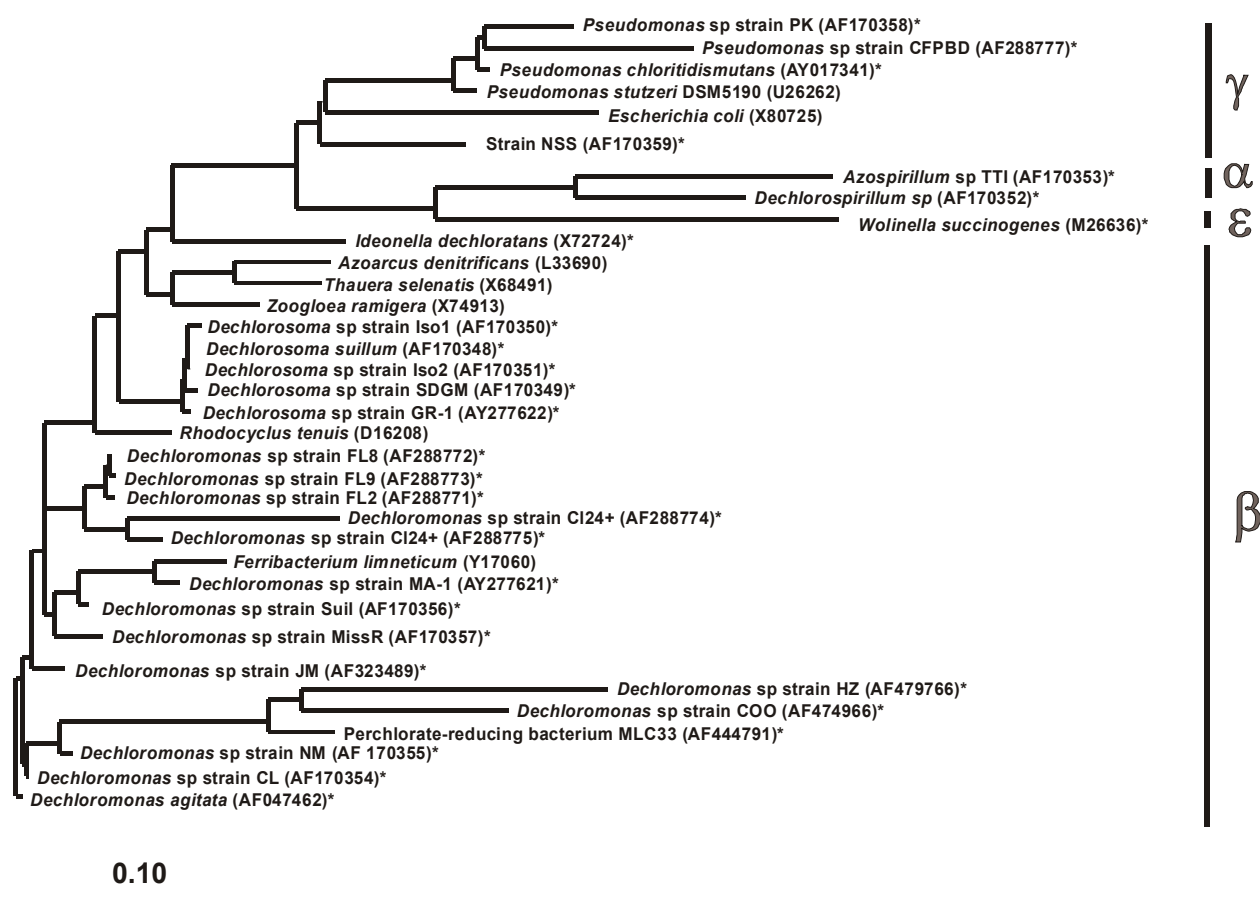 Pseudomonas sp strain PK (AF170358)*
Pseudomonas sp strain CFPBD (AF288777)*
Pseudomonas chloritidismutans (AY017341)*
Pseudomonas stutzeri DSM5190 (U26262)
γ
Escherichia coli (X80725)
Strain NSS (AF170359)*
Azospirillum sp TTI (AF170353)*
α
Dechlorospirillum sp (AF170352)*
Wolinella succinogenes (M26636)*
ε
Ideonella dechloratans (X72724)*
Azoarcus denitrificans (L33690)
Thauera selenatis (X68491)
Zoogloea ramigera (X74913)
Dechlorosoma sp strain Iso1 (AF170350)*
Dechlorosoma suillum (AF170348)*
Dechlorosoma sp strain Iso2 (AF170351)*
Dechlorosoma sp strain SDGM (AF170349)*
Dechlorosoma sp strain GR-1 (AY277622)*
Rhodocyclus tenuis (D16208)
Dechloromonas sp strain FL8 (AF288772)*
Dechloromonas sp strain FL9 (AF288773)*
Dechloromonas sp strain FL2 (AF288771)*
Dechloromonas sp strain Cl24+ (AF288774)*
β
Dechloromonas sp strain Cl24+ (AF288775)*
Ferribacterium limneticum (Y17060)
Dechloromonas sp strain MA-1 (AY277621)*
Dechloromonas sp strain Suil (AF170356)*
Dechloromonas sp strain MissR (AF170357)*
Dechloromonas sp strain JM (AF323489)*
Dechloromonas sp strain HZ (AF479766)*
Dechloromonas sp strain COO (AF474966)*
Perchlorate-reducing bacterium MLC33 (AF444791)*
Dechloromonas sp strain NM (AF 170355)*
Dechloromonas sp strain CL (AF170354)*
Dechloromonas agitata (AF047462)*
0.10